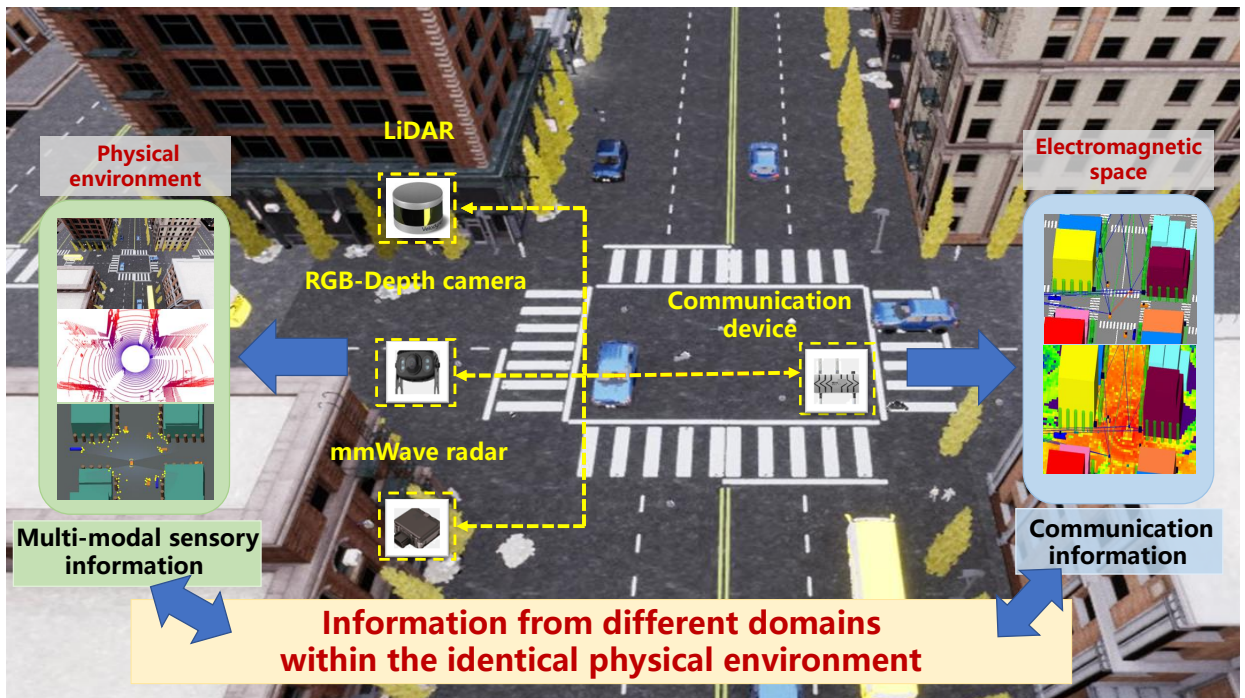 LiDAR
Physical
environment
Electromagnetic
space
RGB-Depth camera
Communication
device
mmWave radar
Multi-modal sensory
information
Communication
information
Information from different domains
within the identical physical environment